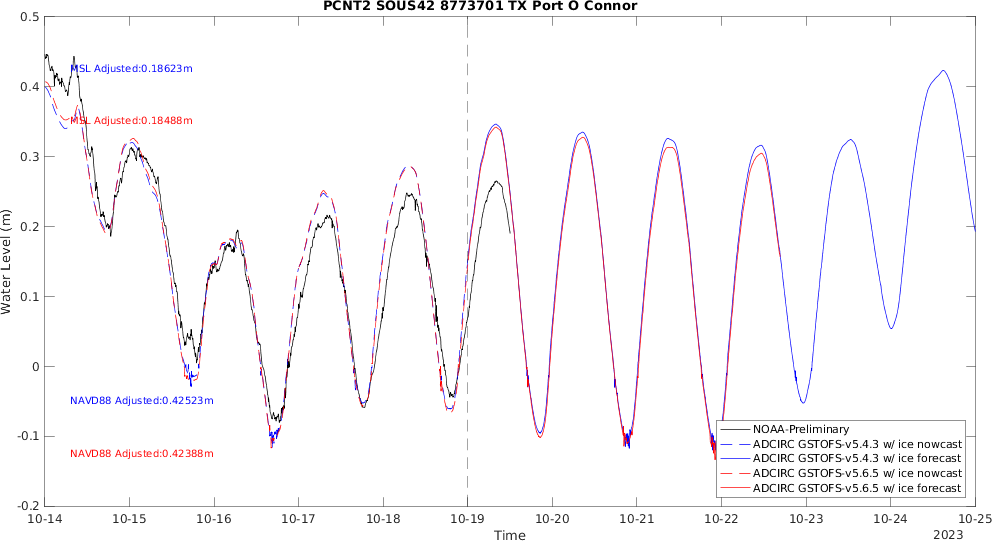 PCNT2 SOUS42 8773701 TX Port O Connor
0.5
0.4
0.3
0.2
0.1
0
-0.1
-0.2
Water Level (m)
MSL Adjusted:0.18623m
MSL Adjusted:0.18488m
NAVD88 Adjusted:0.42523m
NAVD88 Adjusted:0.42388m
NOAA-Preliminary
ADCIRC GSTOFS-v5.4.3 w/ ice nowcast
ADCIRC GSTOFS-v5.4.3 w/ ice forecast
ADCIRC GSTOFS-v5.6.5 w/ ice nowcast
ADCIRC GSTOFS-v5.6.5 w/ ice forecast
10-14 10-15 10-16 10-17 10-18 10-19 10-20 10-21 10-22 10-23 10-24 10-25
Time
2023